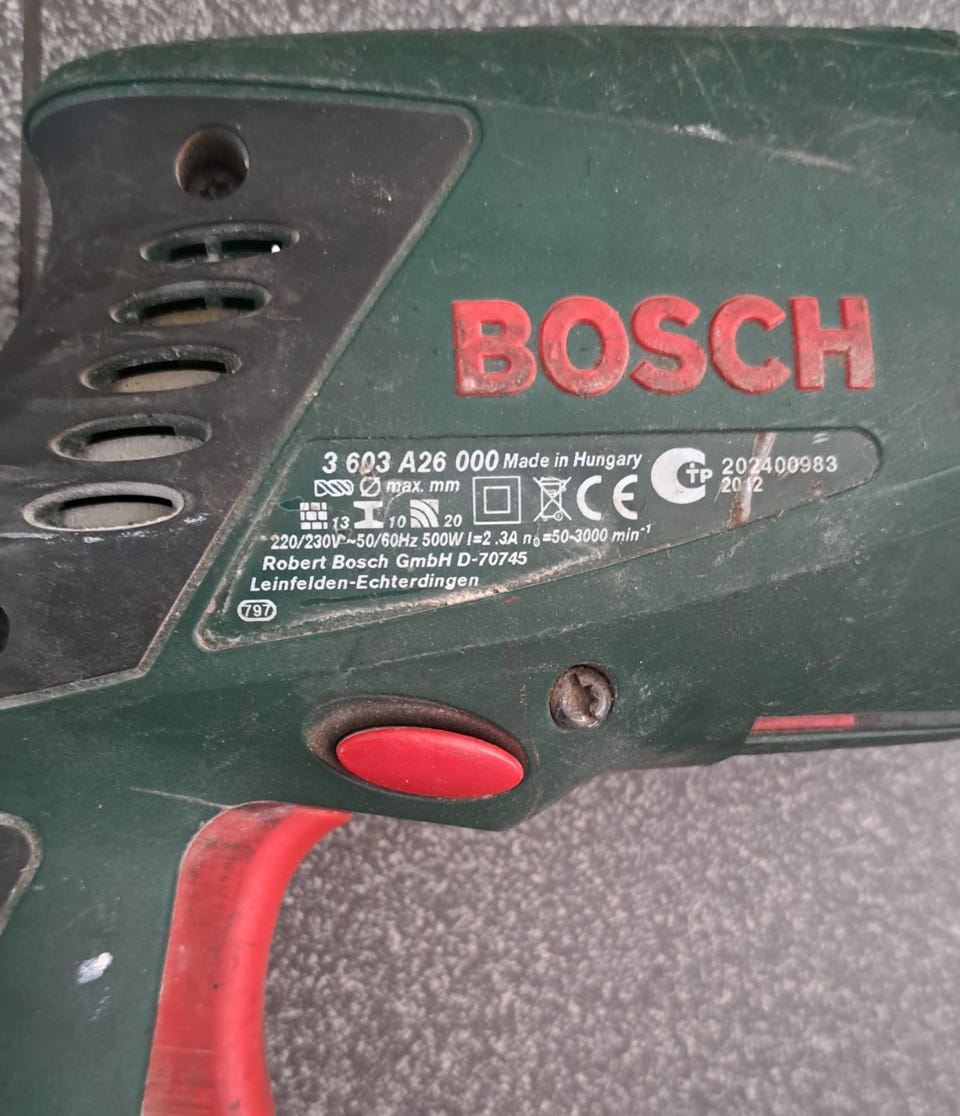 BOSCH
3 603 A26 000 Made in Hungary
max. mm
13 10 20
220/230V~50/60Hz 500W I=2.3A n₀=50-3000 min⁻¹
Robert Bosch GmbH D-70745
Leinfelden-Echterdingen
797
CTP 202400983
2012